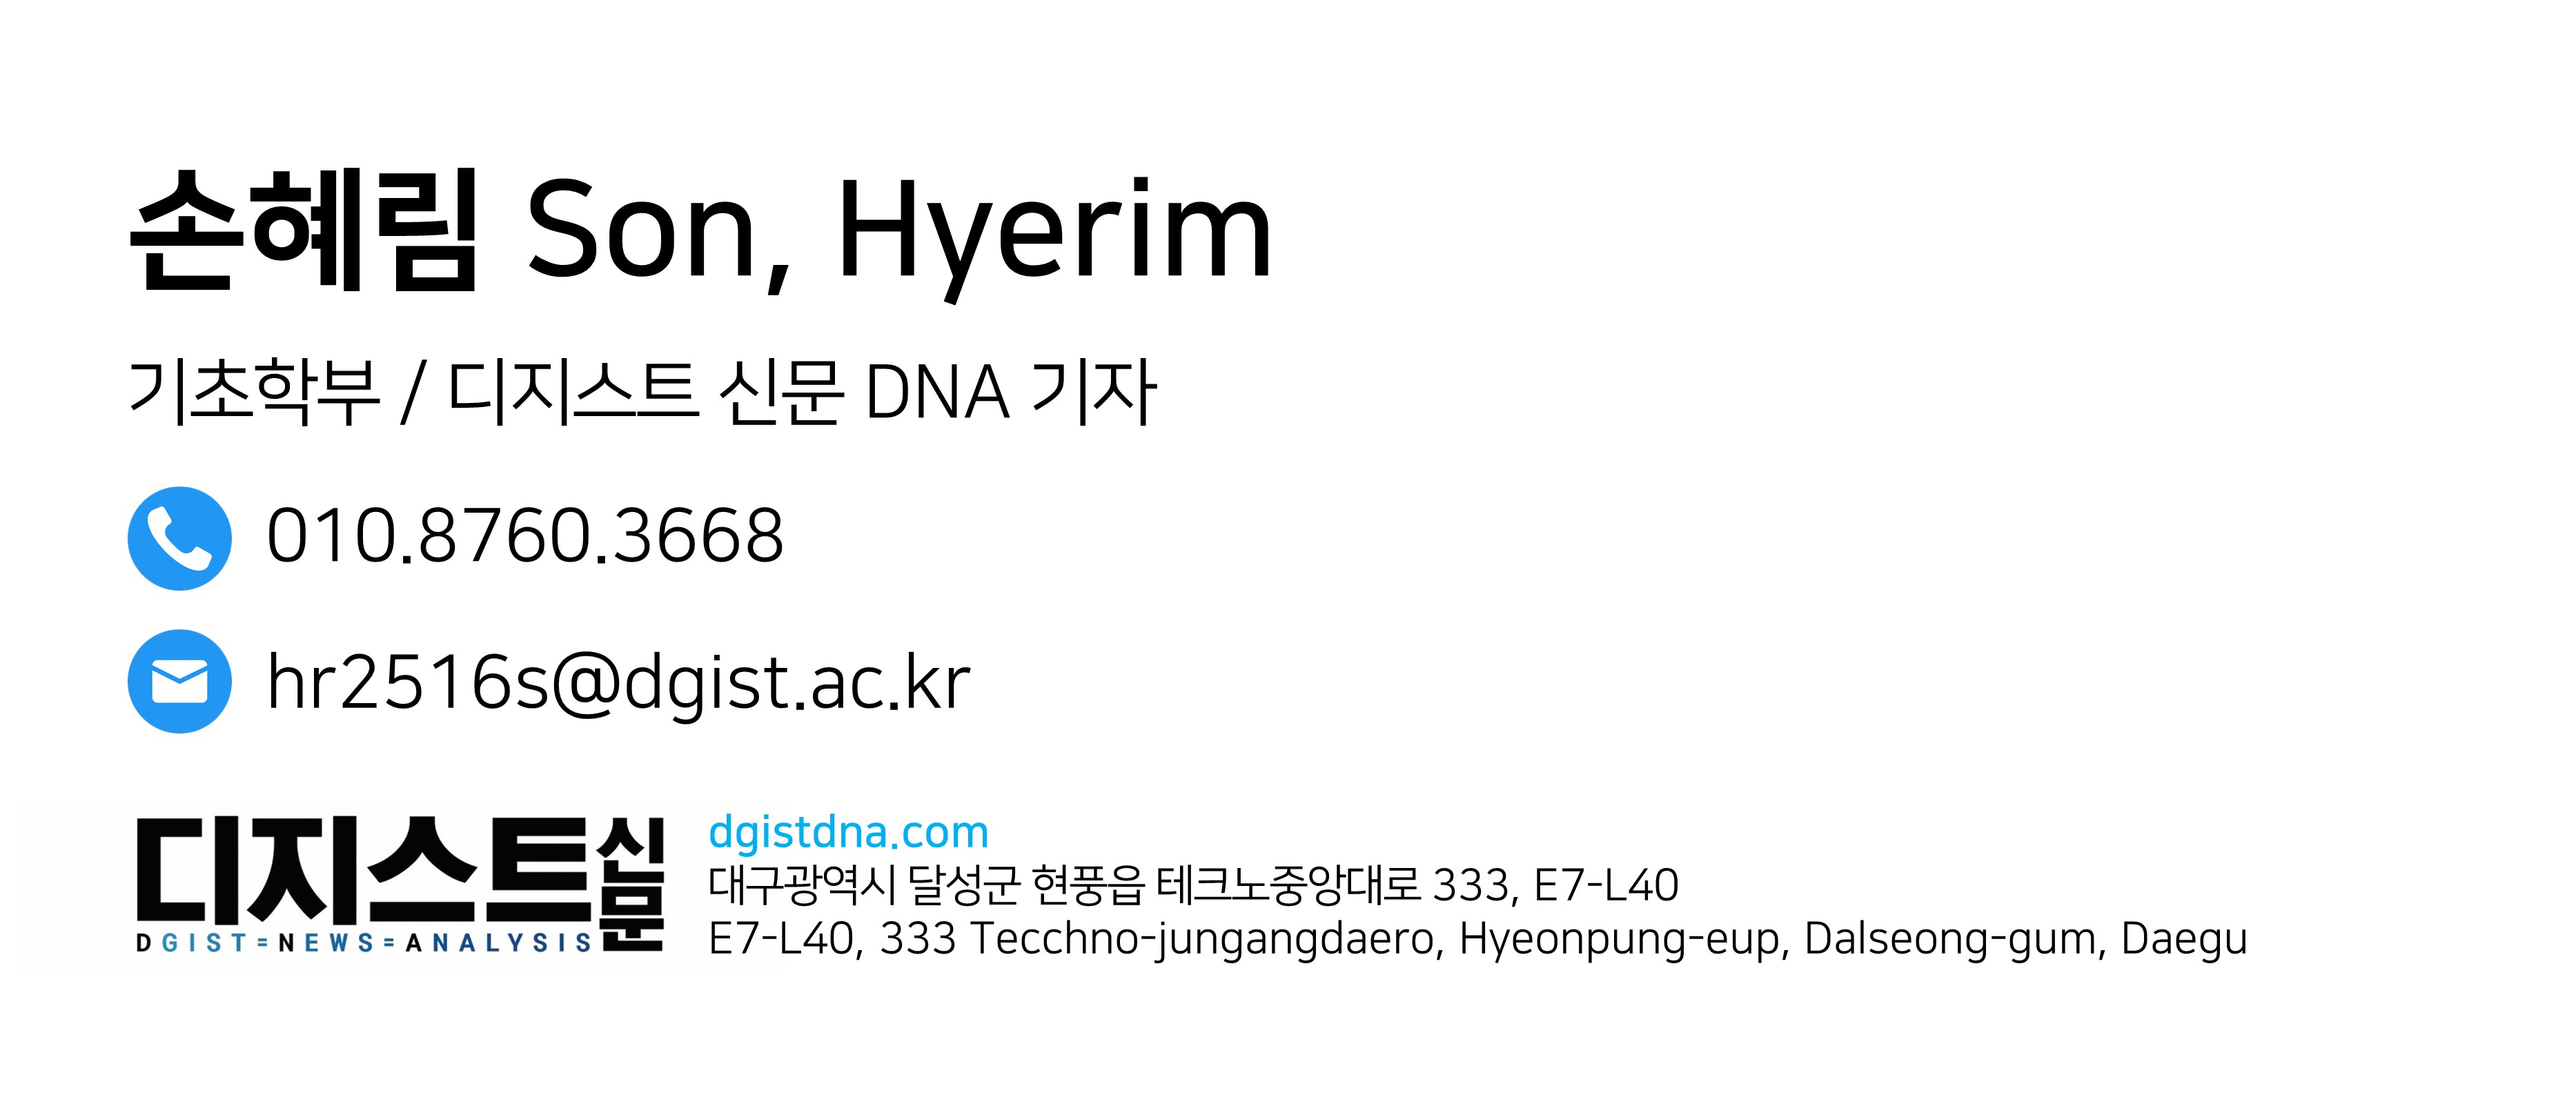 손혜림 Son, Hyerim
기초학부 / 디지스트 신문 DNA 기자
010.8760.3668
hr2516s@dgist.ac.kr
디지스트신문
DGIST=NEWS=ANALYSIS
dgistdna.com
대구광역시 달성군 현풍읍 테크노중앙대로 333, E7-L40
E7-L40, 333 Tecchno-jungangdaero, Hyeonpung-eup, Dalseong-gum, Daegu